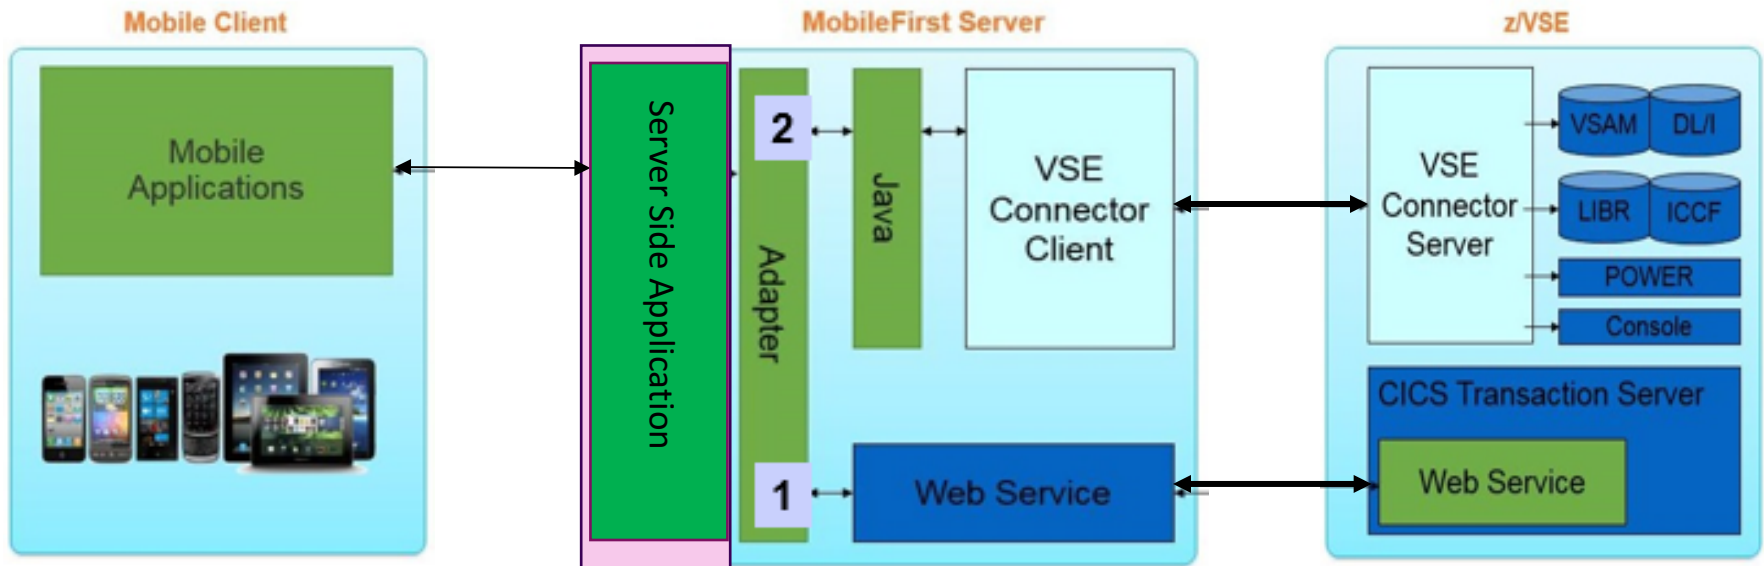 Mobile Client
MobileFirst Server
z/VSE
Mobile
Applications
Server Side Application
Adapter
2
1
Java
VSE
Connector
Client
Web Service
VSE
Connector
Server
VSAM
DL/I
LIBR
ICCF
POWER
Console
CICS Transaction Server
Web Service